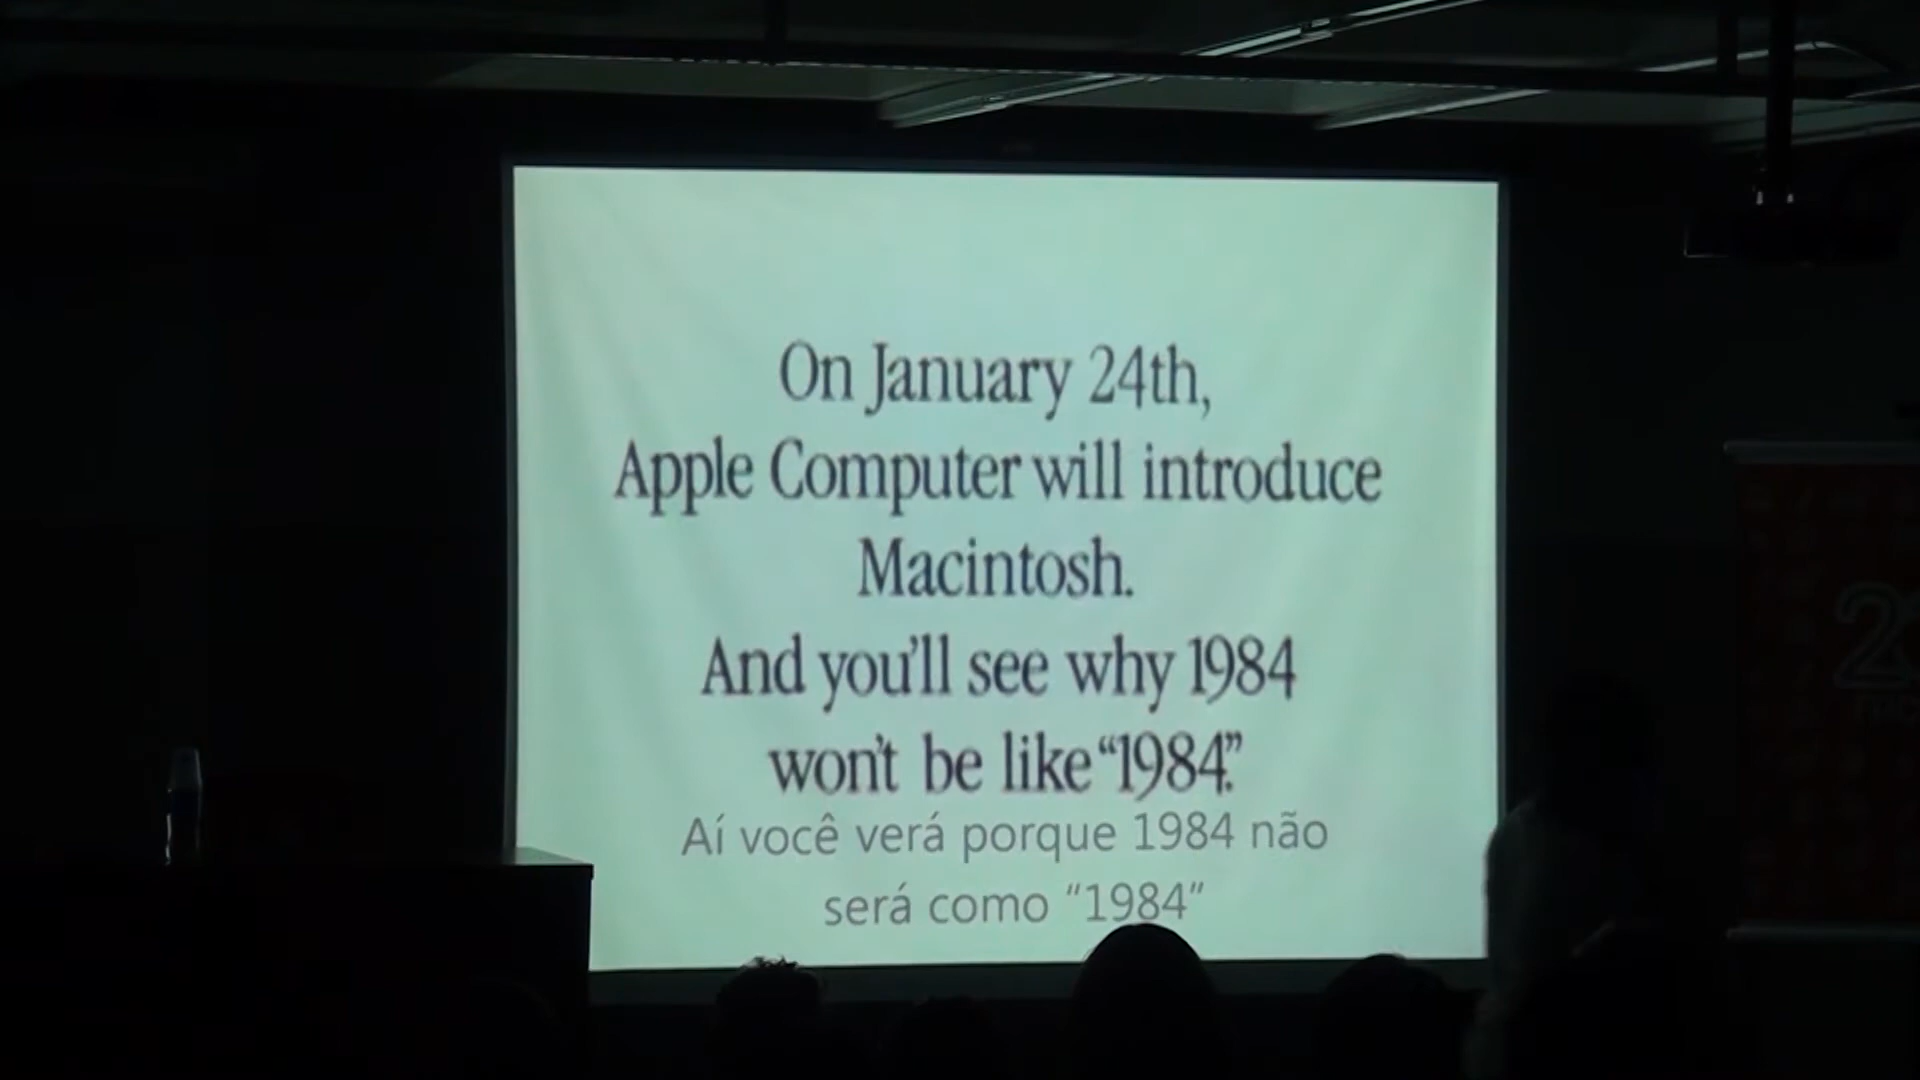 On January 24th,
Apple Computer will introduce
Macintosh.
And you'll see why 1984
won't be like “1984.”
Aí você verá porque 1984 não
será como “1984”